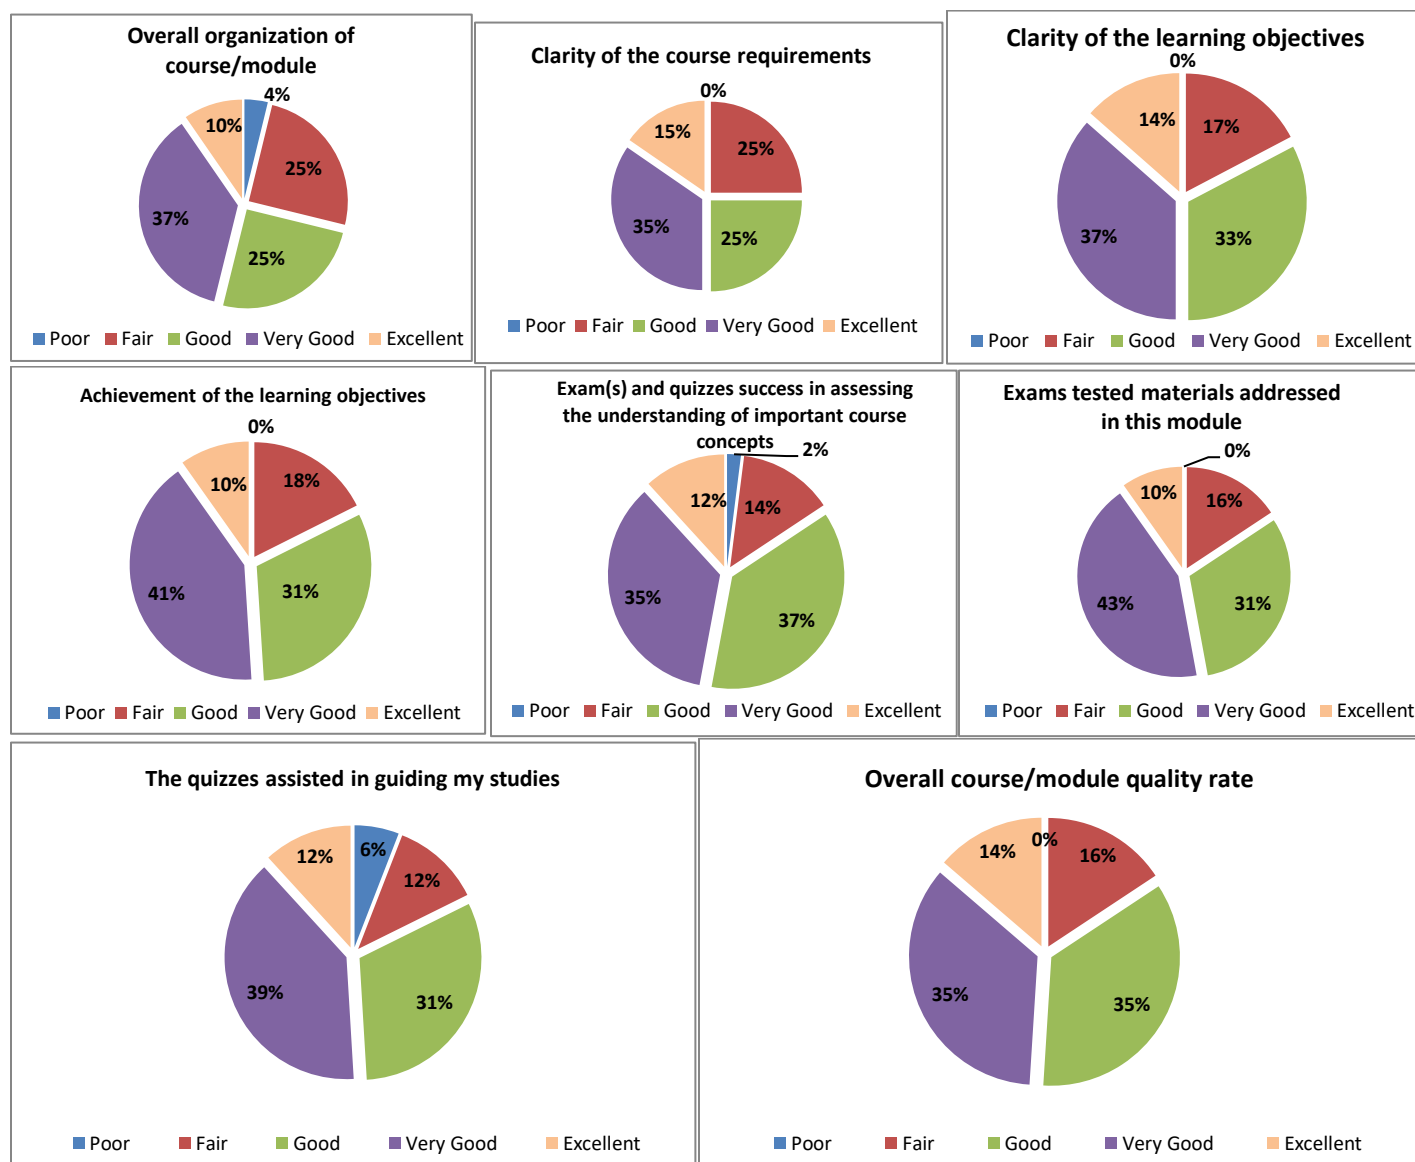 Overall organization of
course/module
4%
10%
25%
37%
25%
Poor Fair Good Very Good Excellent
Clarity of the course requirements
0%
15%
25%
35%
25%
Poor Fair Good Very Good Excellent
Clarity of the learning objectives
0%
14%
17%
37%
33%
Poor Fair Good Very Good Excellent
Achievement of the learning objectives
0%
10%
18%
41%
31%
Poor Fair Good Very Good Excellent
Exam(s) and quizzes success in assessing
the understanding of important course
concepts
2%
12%
14%
35%
37%
Poor Fair Good Very Good Excellent
Exams tested materials addressed
in this module
0%
10%
16%
43%
31%
Poor Fair Good Very Good Excellent
The quizzes assisted in guiding my studies
6%
12%
12%
39%
31%
Poor Fair Good Very Good Excellent
Overall course/module quality rate
0%
14%
16%
35%
35%
Poor Fair Good Very Good Excellent